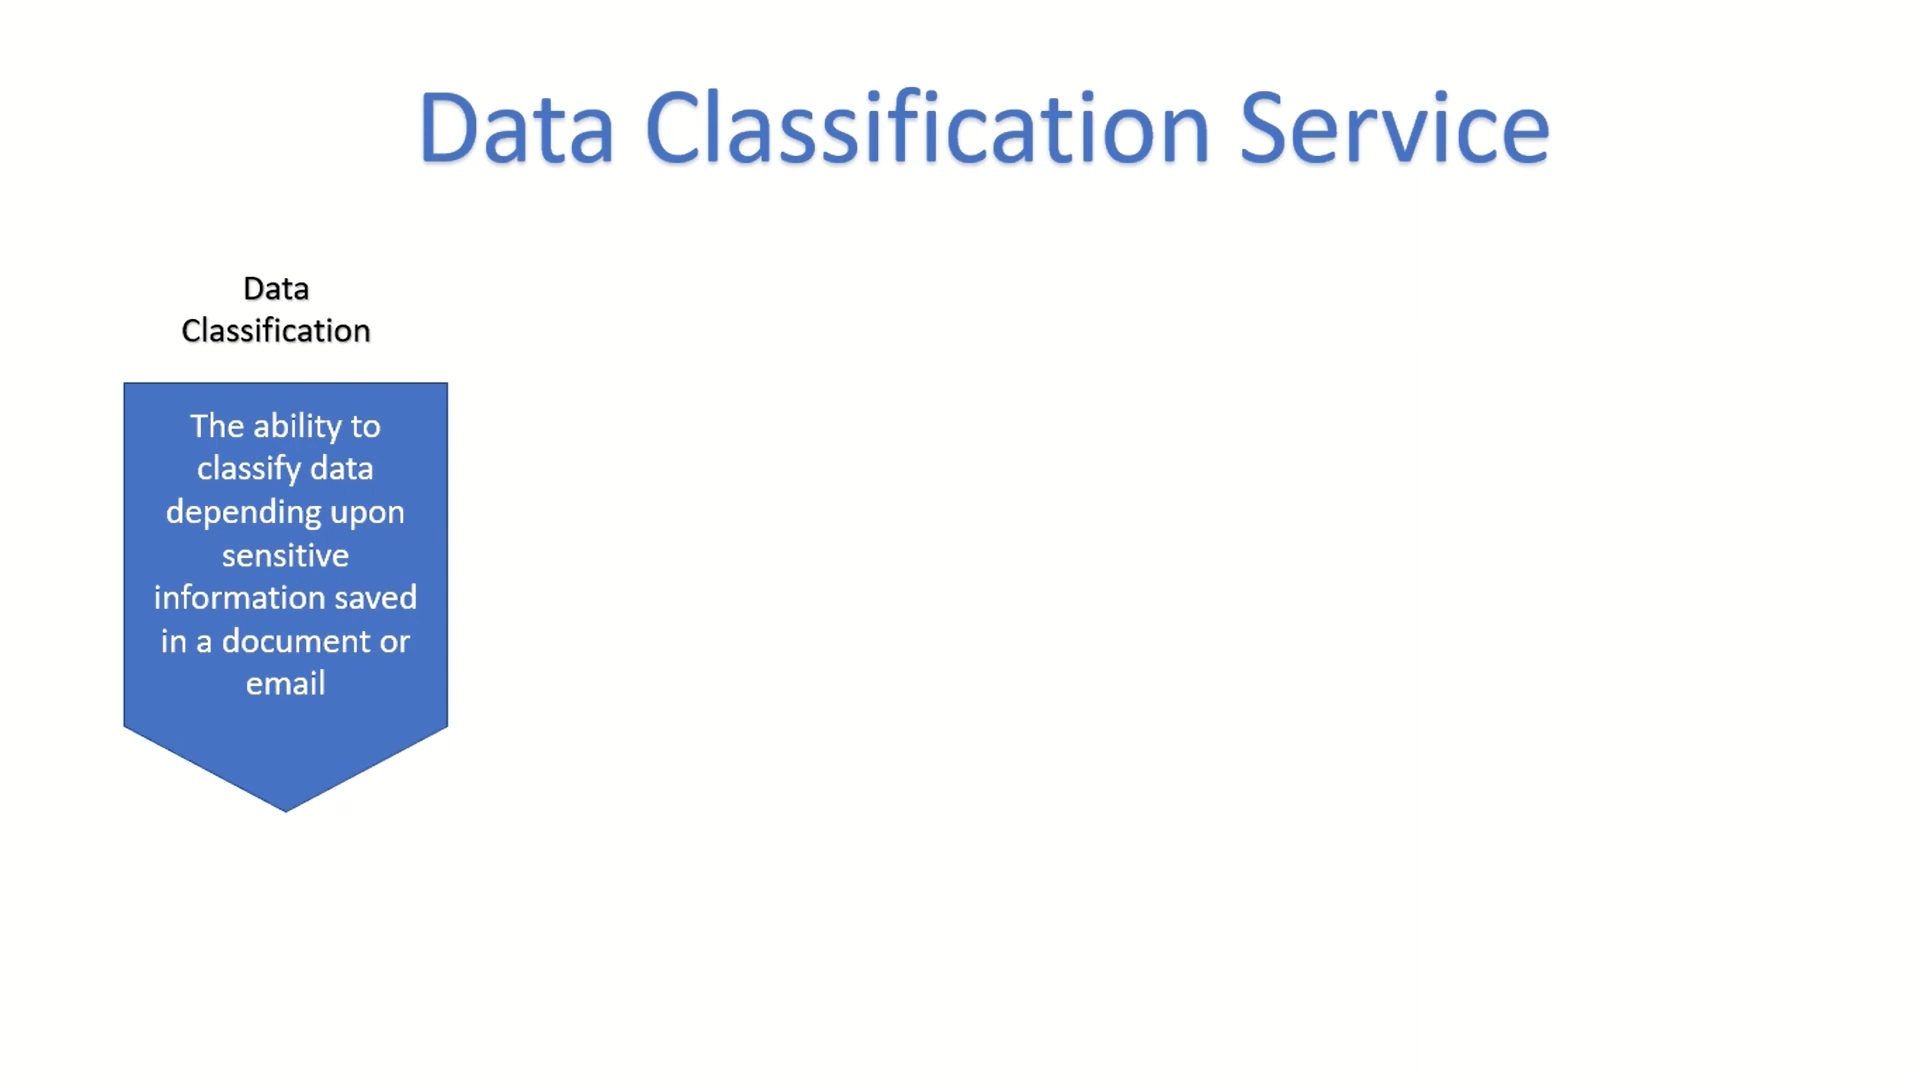 Data Classification Service
Data
Classification
The ability to
classify data
depending upon
sensitive
information saved
in a document or
email